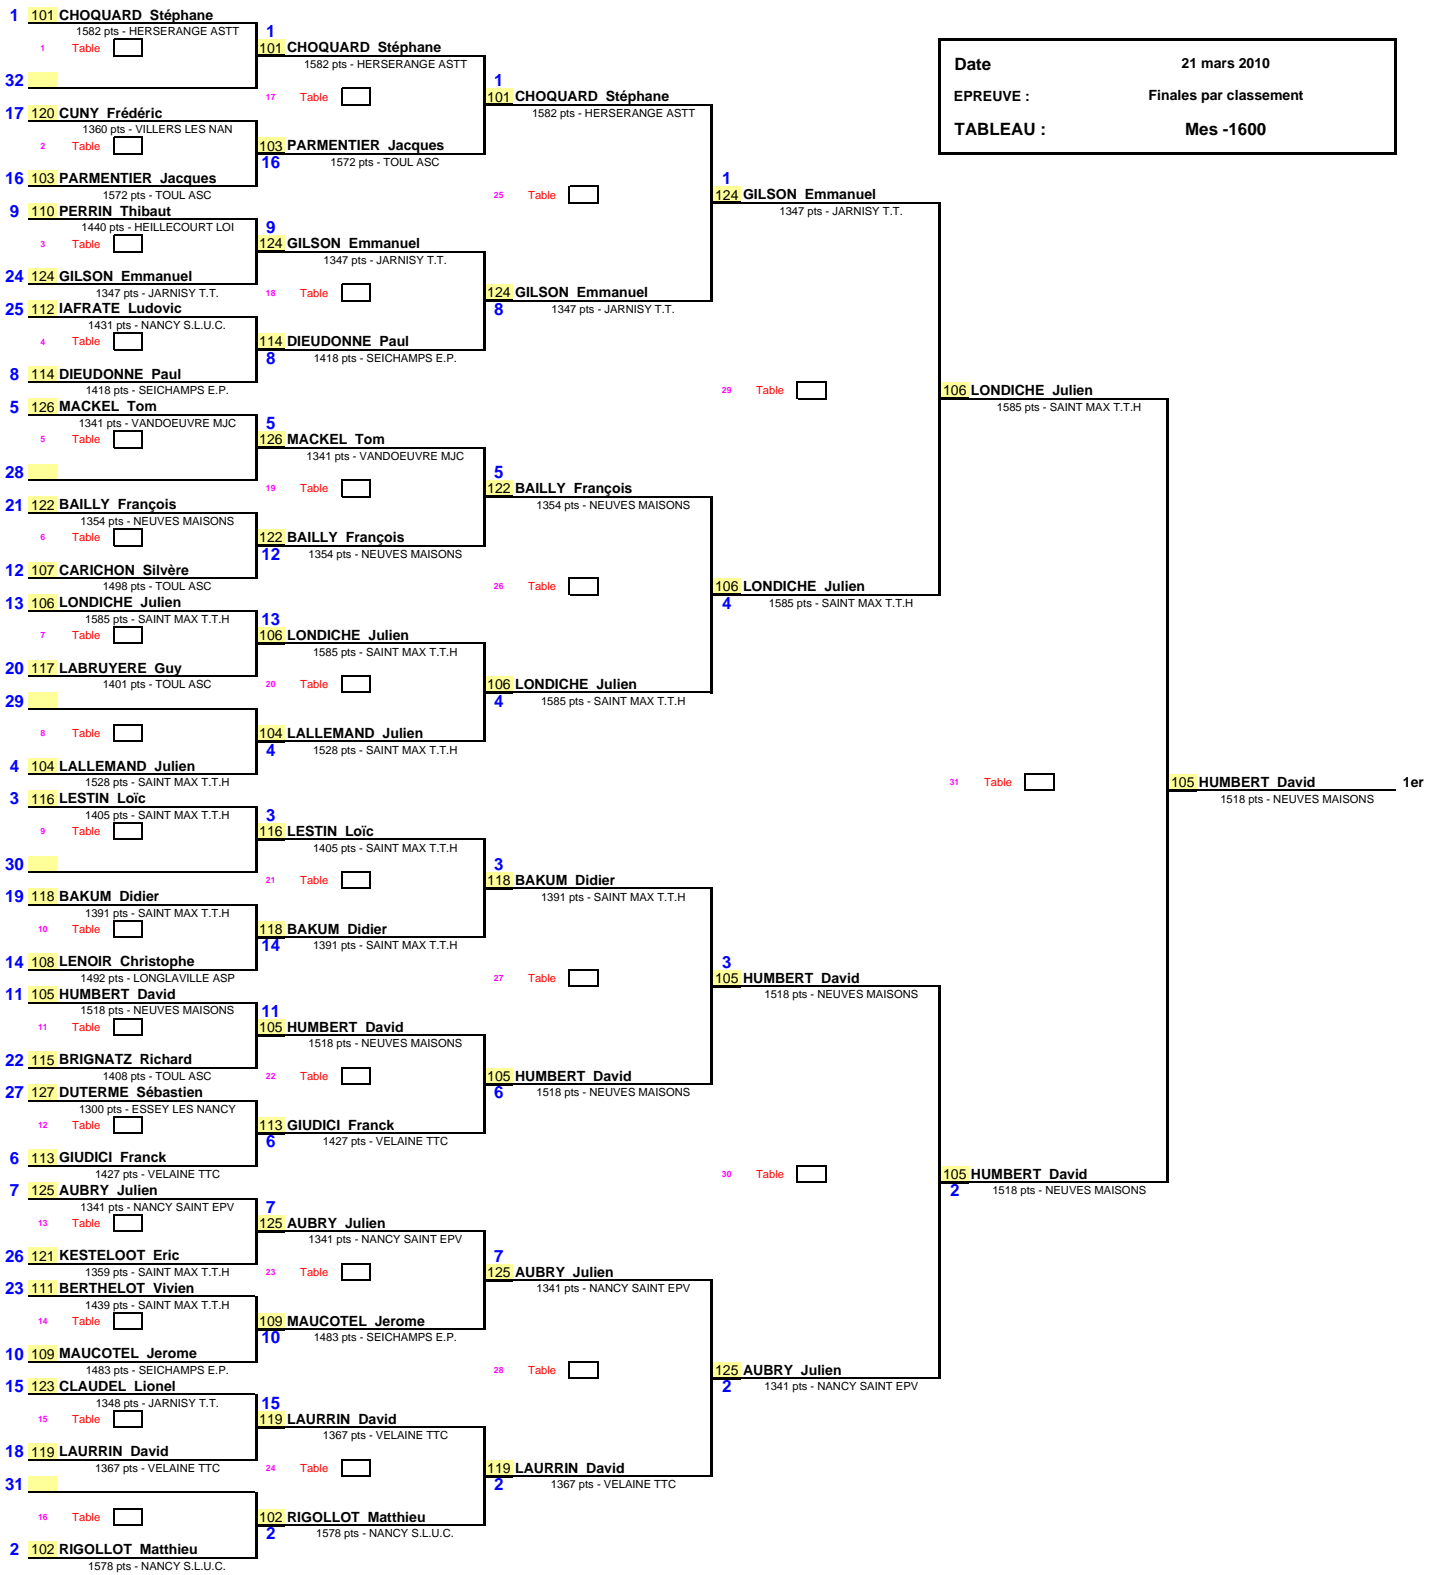 Date 21 mars 2010
EPREUVE : Finales par classement
TABLEAU : Mes -1600
1 101 CHOQUARD Stéphane
1582 pts - HERSERANGE ASTT
1 Table
32
17 120 CUNY Frédéric
1360 pts - VILLERS LES NAN
2 Table
16 103 PARMENTIER Jacques
1572 pts - TOUL ASC
9 110 PERRIN Thibaut
1440 pts - HEILLECOURT LOI
3 Table
24 124 GILSON Emmanuel
1347 pts - JARNISY T.T.
25 112 IAFRATE Ludovic
1431 pts - NANCY S.L.U.C.
4 Table
8 114 DIEUDONNE Paul
1418 pts - SEICHAMPS E.P.
5 126 MACKEL Tom
1341 pts - VANDOEUVRE MJC
5 Table
28
21 122 BAILLY François
1354 pts - NEUVES MAISONS
6 Table
12 107 CARICHON Silvère
1498 pts - TOUL ASC
13 106 LONDICHE Julien
1585 pts - SAINT MAX T.T.H
7 Table
20 117 LABRUYERE Guy
1401 pts - TOUL ASC
29
8 Table
4 104 LALLEMAND Julien
1528 pts - SAINT MAX T.T.H
3 116 LESTIN Loïc
1405 pts - SAINT MAX T.T.H
9 Table
30
19 118 BAKUM Didier
1391 pts - SAINT MAX T.T.H
10 Table
14 108 LENOIR Christophe
1492 pts - LONGLAVILLE ASP
11 105 HUMBERT David
1518 pts - NEUVES MAISONS
11 Table
22 115 BRIGNATZ Richard
1408 pts - TOUL ASC
27 127 DUTERME Sébastien
1300 pts - ESSEY LES NANCY
12 Table
6 113 GIUDICI Franck
1427 pts - VELAINE TTC
7 125 AUBRY Julien
1341 pts - NANCY SAINT EPV
13 Table
26 121 KESTELOOT Eric
1359 pts - SAINT MAX T.T.H
23 111 BERTHELOT Vivien
1439 pts - SAINT MAX T.T.H
14 Table
10 109 MAUCOTEL Jerome
1483 pts - SEICHAMPS E.P.
15 123 CLAUDEL Lionel
1348 pts - JARNISY T.T.
15 Table
18 119 LAURRIN David
1367 pts - VELAINE TTC
31
16 Table
2 102 RIGOLLOT Matthieu
1578 pts - NANCY S.L.U.C.
1
101 CHOQUARD Stéphane
1582 pts - HERSERANGE ASTT
17 Table
103 PARMENTIER Jacques
16 1572 pts - TOUL ASC
9
124 GILSON Emmanuel
1347 pts - JARNISY T.T.
18 Table
114 DIEUDONNE Paul
8 1418 pts - SEICHAMPS E.P.
5
126 MACKEL Tom
1341 pts - VANDOEUVRE MJC
19 Table
122 BAILLY François
12 1354 pts - NEUVES MAISONS
13
106 LONDICHE Julien
1585 pts - SAINT MAX T.T.H
20 Table
104 LALLEMAND Julien
4 1528 pts - SAINT MAX T.T.H
3
116 LESTIN Loïc
1405 pts - SAINT MAX T.T.H
21 Table
118 BAKUM Didier
14 1391 pts - SAINT MAX T.T.H
11
105 HUMBERT David
1518 pts - NEUVES MAISONS
22 Table
113 GIUDICI Franck
6 1427 pts - VELAINE TTC
7
125 AUBRY Julien
1341 pts - NANCY SAINT EPV
23 Table
109 MAUCOTEL Jerome
10 1483 pts - SEICHAMPS E.P.
15
119 LAURRIN David
1367 pts - VELAINE TTC
24 Table
102 RIGOLLOT Matthieu
2 1578 pts - NANCY S.L.U.C.
1
101 CHOQUARD Stéphane
1582 pts - HERSERANGE ASTT
25 Table
124 GILSON Emmanuel
8 1347 pts - JARNISY T.T.
5
122 BAILLY François
1354 pts - NEUVES MAISONS
26 Table
106 LONDICHE Julien
4 1585 pts - SAINT MAX T.T.H
3
118 BAKUM Didier
1391 pts - SAINT MAX T.T.H
27 Table
105 HUMBERT David
6 1518 pts - NEUVES MAISONS
7
125 AUBRY Julien
1341 pts - NANCY SAINT EPV
28 Table
119 LAURRIN David
2 1367 pts - VELAINE TTC
1
124 GILSON Emmanuel
1347 pts - JARNISY T.T.
29 Table
106 LONDICHE Julien
4 1585 pts - SAINT MAX T.T.H
3
105 HUMBERT David
1518 pts - NEUVES MAISONS
30 Table
125 AUBRY Julien
2 1341 pts - NANCY SAINT EPV
106 LONDICHE Julien
1585 pts - SAINT MAX T.T.H
31 Table
105 HUMBERT David
2 1518 pts - NEUVES MAISONS
105 HUMBERT David 1er
1518 pts - NEUVES MAISONS